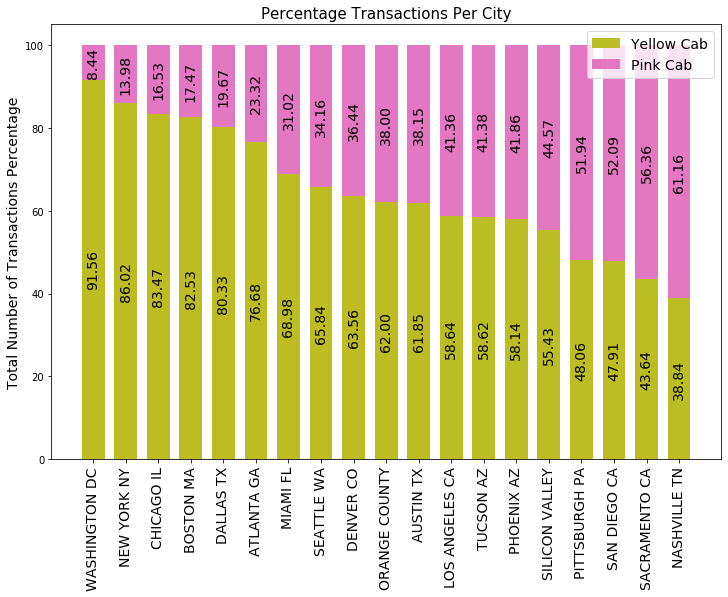 Percentage Transactions Per City
Yellow Cab
Pink Cab
Total Number of Transactions Percentage
100
80
60
40
20
0
8.44
13.98
16.53
17.47
19.67
23.32
31.02
34.16
36.44
38.00
38.15
41.36
41.38
41.86
44.57
51.94
52.09
56.36
61.16
91.56
86.02
83.47
82.53
80.33
76.68
68.98
65.84
63.56
62.00
61.85
58.64
58.62
58.14
55.43
48.06
47.91
43.64
38.84
WASHINGTON DC
NEW YORK NY
CHICAGO IL
BOSTON MA
DALLAS TX
ATLANTA GA
MIAMI FL
SEATTLE WA
DENVER CO
ORANGE COUNTY
AUSTIN TX
LOS ANGELES CA
TUCSON AZ
PHOENIX AZ
SILICON VALLEY
PITTSBURGH PA
SAN DIEGO CA
SACRAMENTO CA
NASHVILLE TN